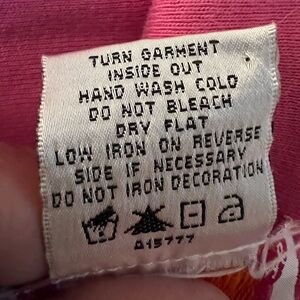 TURN GARMENT
INSIDE OUT
HAND WASH COLD
DO NOT BLEACH
DRY FLAT
LOW IRON ON REVERSE
SIDE IF NECESSARY
DO NOT IRON DECORATION
A15777